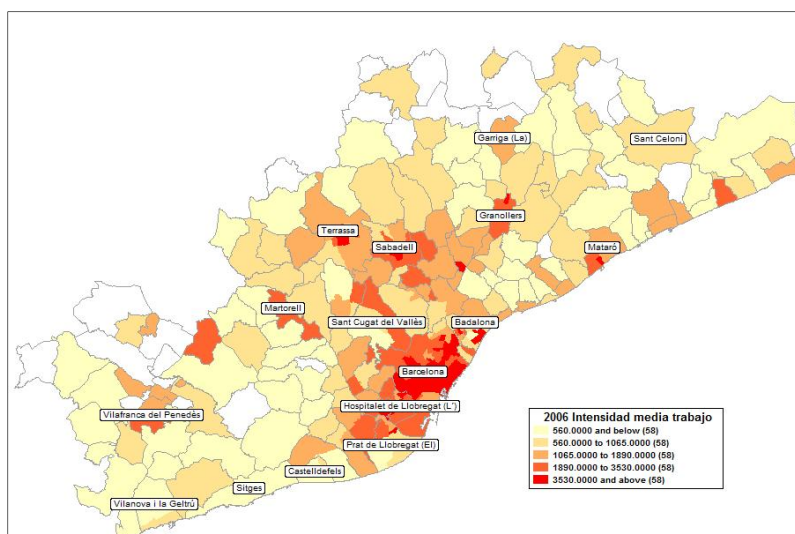 Garriga (La)
Sant Celoni
Granollers
Terrassa
Sabadell
Mataró
Martorell
Sant Cugat del Vallès
Badalona
Barcelona
Hospitalet de Llobregat (L')
Vilafranca del Penedès
Prat de Llobregat (El)
Castelldefels
Sitges
Vilanova i la Geltrú
2006 Intensidad media trabajo
560.0000 and below (58)
560.0000 to 1065.0000 (58)
1065.0000 to 1890.0000 (58)
1890.0000 to 3530.0000 (58)
3530.0000 and above (58)